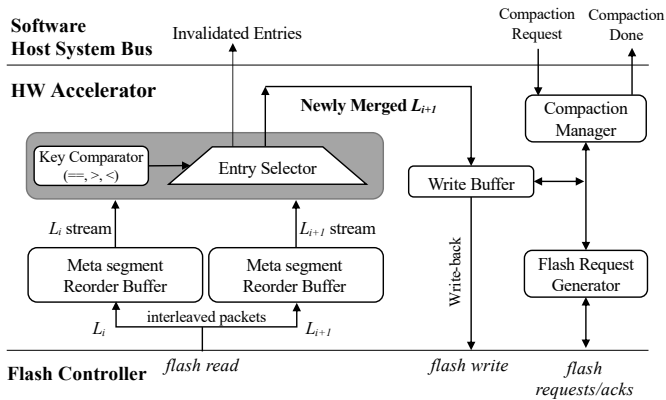 Software
Host System Bus
Invalidated Entries
Compaction
Request
Compaction
Done
HW Accelerator
Newly Merged Li+1
Compaction
Manager
Key Comparator
(==, >, <)
Entry Selector
Write Buffer
Li stream
Li+1 stream
Meta segment
Reorder Buffer
Meta segment
Reorder Buffer
Write-back
Flash Request
Generator
Li
interleaved packets
Li+1
Flash Controller
flash read
flash write
flash
requests/acks